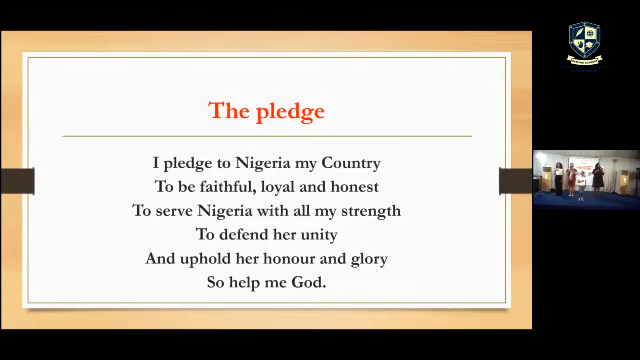 The pledge
I pledge to Nigeria my Country
To be faithful, loyal and honest
To serve Nigeria with all my strength
To defend her unity
And uphold her honour and glory
So help me God.